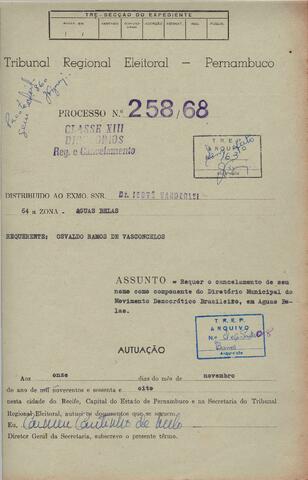 TRE-SECÇÃO DO EXPEDIENTE
Tribunal Regional Eleitoral — Pernambuco
PROCESSO N.º 258/68
CLASSE XIII
DIRETÓRIOS
Reg. e Cancelamento
T. R. E. P.
ARQUIVO
DISTRIBUIDO AO EXMO. SNR.
64 a ZONA - AGUAS BELAS
REQUERENTE: OSVALDO RAMOS DE VASCONCELOS
ASSUNTO - Requer o cancelamento de seu
nome como componente do Diretório Municipal do
Movimento Democrático Brasileiro, em Aguas Be-
las.
T. R. E. P.
ARQUIVO
AUTUAÇÃO
Aos onze dias do mês de novembro
do ano de mil novecentos e sessenta e oito
nesta cidade do Recife, Capital do Estado de Pernambuco e na Secretaria do Tribunal
Regional Eleitoral, autuei os documentos que se seguem.
Eu,
Diretor Geral da Secretaria, subscrevo o presente têrmo.